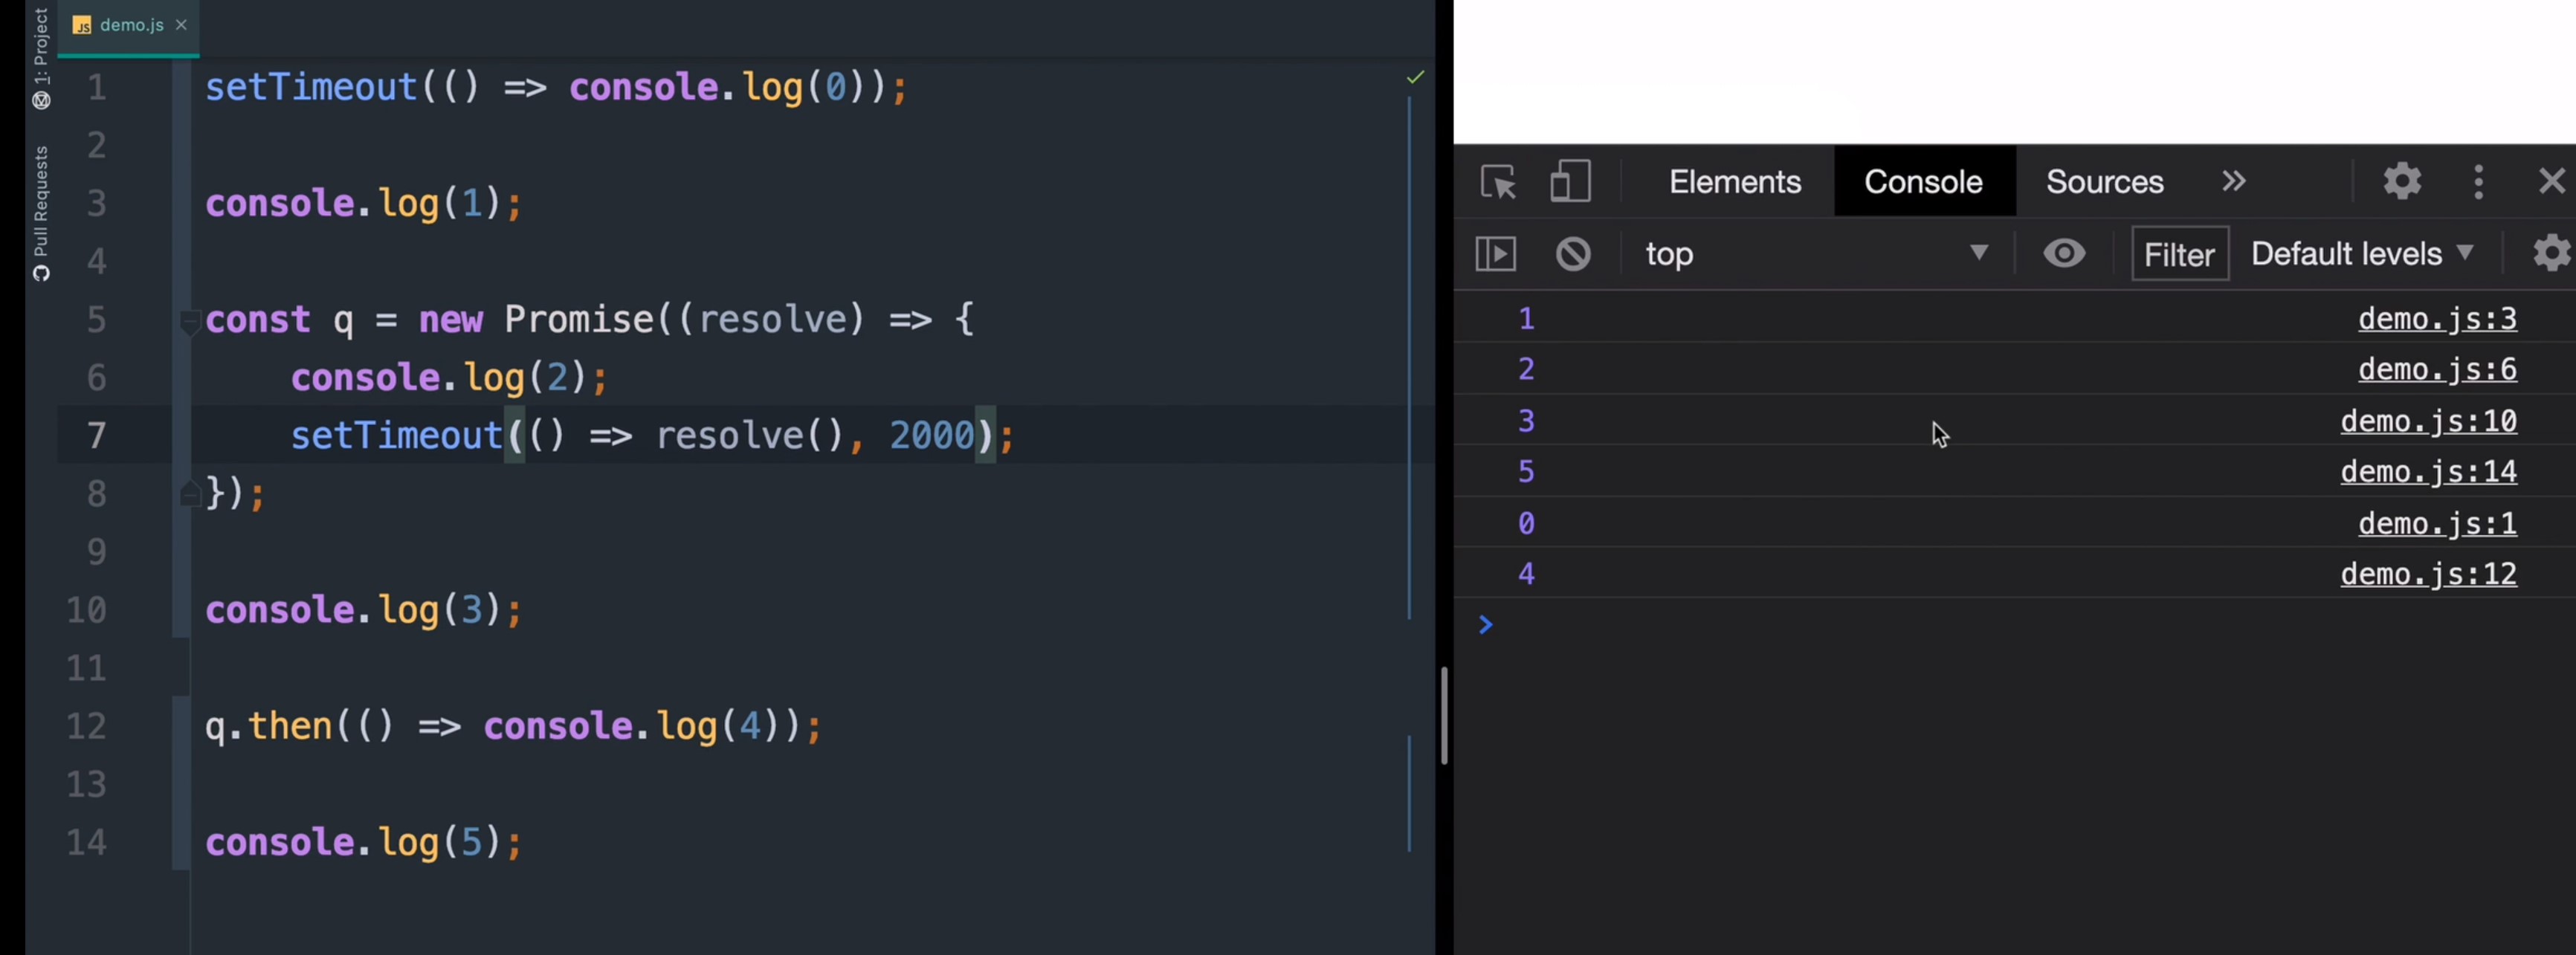 1: Project
Pull Requests
JS demo.js ×
1 setTimeout(() => console.log(0));
2
3 console.log(1);
4
5 const q = new Promise((resolve) => {
6     console.log(2);
7     setTimeout(() => resolve(), 2000);
8 });
9
10 console.log(3);
11
12 q.then(() => console.log(4));
13
14 console.log(5);
Elements Console Sources »
top Filter Default levels
1 demo.js:3
2 demo.js:6
3 demo.js:10
5 demo.js:14
0 demo.js:1
4 demo.js:12
>